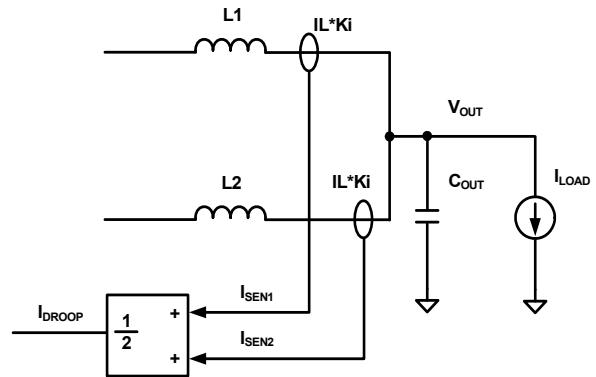 L1
IL*Ki
VOUT
L2
IL*Ki
COUT
ILOAD
ISEN1
IDROOP
1
2
+
+
ISEN2